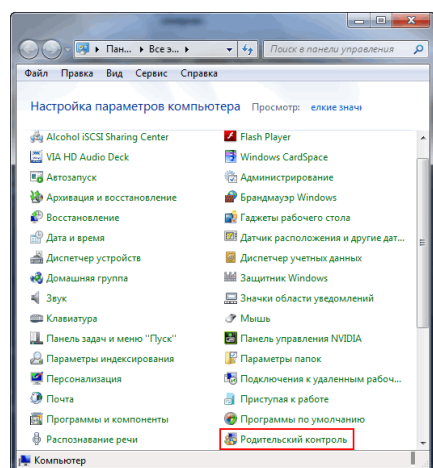 Пан... Все э...
Поиск в панели управления
Файл Правка Вид Сервис Справка
Настройка параметров компьютера Просмотр: елкие значі
Alcohol iSCSI Sharing Center Flash Player
VIA HD Audio Deck Windows CardSpace
Автозапуск Администрирование
Архивация и восстановление Брандмауэр Windows
Восстановление Гаджеты рабочего стола
Дата и время Датчик расположения и другие дат...
Диспетчер устройств Диспетчер учетных данных
Домашняя группа Защитник Windows
Звук Значки области уведомлений
Клавиатура Мышь
Панель задач и меню "Пуск" Панель управления NVIDIA
Параметры индексирования Параметры папок
Персонализация Подключения к удаленным рабоч...
Почта Приступая к работе
Программы и компоненты Программы по умолчанию
Распознавание речи Родительский контроль
Компьютер